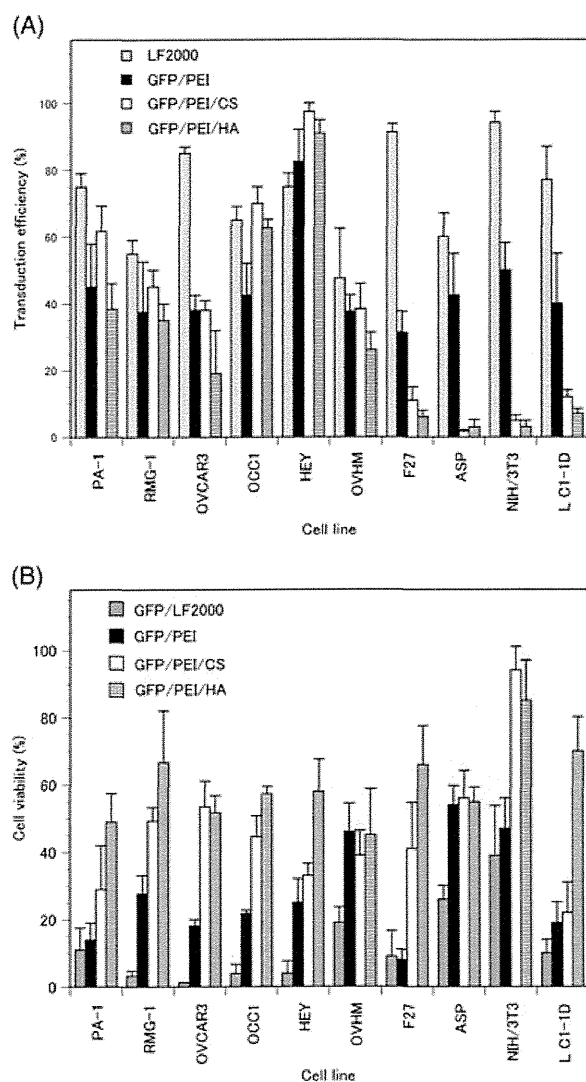 (A)
LF2000
GFP/PEI
GFP/PEI/CS
GFP/PEI/HA
Transduction efficiency (%)
100
80
60
40
20
0
PA-1
RMG-1
OVCAR3
OCC1
HEY
OVHM
F27
ASP
NIH/3T3
L C1-1D
Cell line
(B)
GFP/LF2000
GFP/PEI
GFP/PEI/CS
GFP/PEI/HA
Cell viability (%)
100
80
60
40
20
0
PA-1
RMG-1
OVCAR3
OCC1
HEY
OVHM
F27
ASP
NIH/3T3
L C1-1D
Cell line